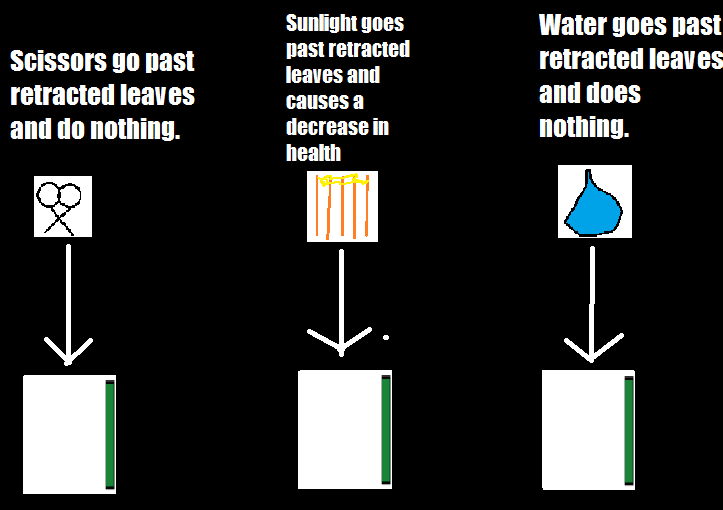 Scissors go past
retracted leaves
and do nothing.
Sunlight goes
past retracted
leaves and
causes a
decrease in
health
Water goes past
retracted leaves
and does
nothing.